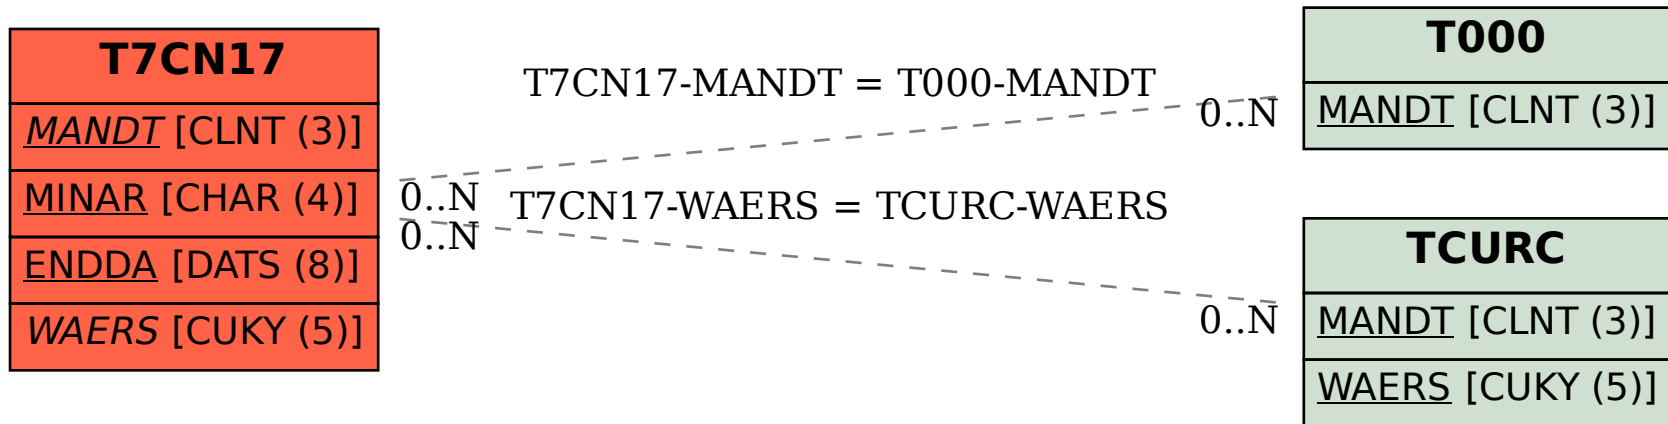 T7CN17
MANDT [CLNT (3)]
MINAR [CHAR (4)]
ENDDA [DATS (8)]
WAERS [CUKY (5)]
T7CN17-MANDT = T000-MANDT
0..N
0..N
T7CN17-WAERS = TCURC-WAERS
0..N
0..N
T000
MANDT [CLNT (3)]
TCURC
MANDT [CLNT (3)]
WAERS [CUKY (5)]